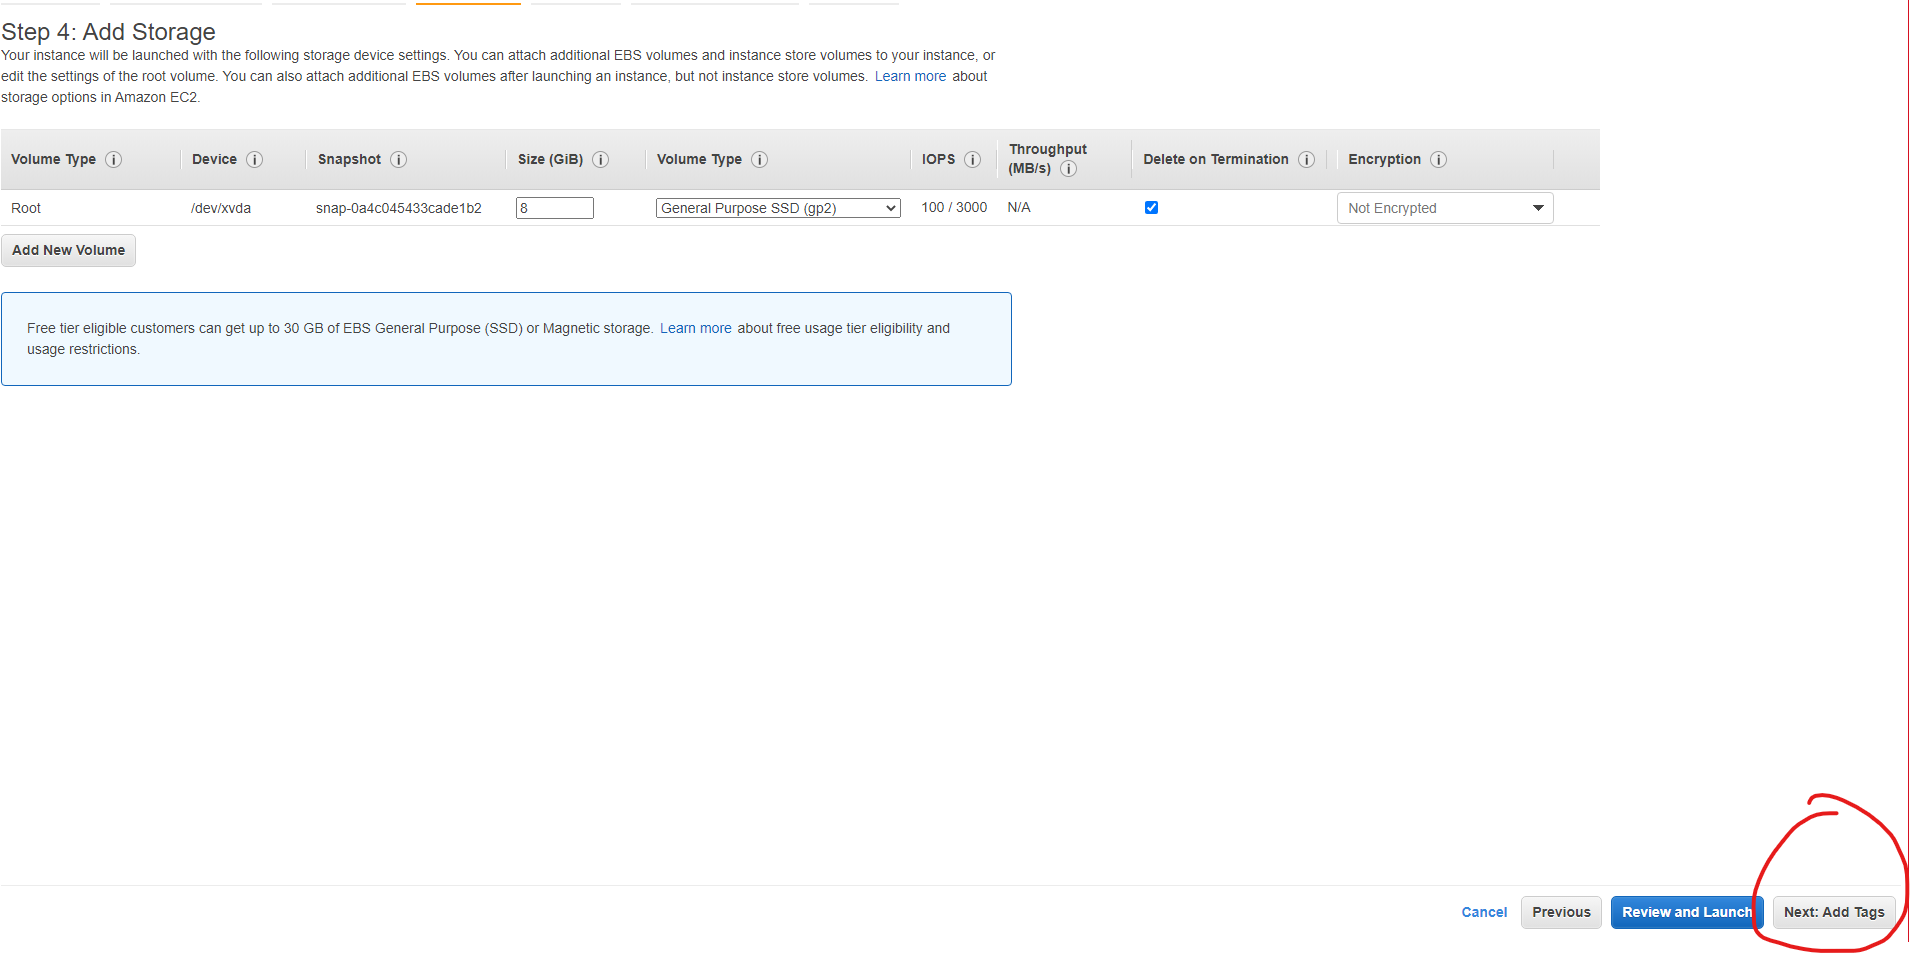 Step 4: Add Storage
Your instance will be launched with the following storage device settings. You can attach additional EBS volumes and instance store volumes to your instance, or
edit the settings of the root volume. You can also attach additional EBS volumes after launching an instance, but not instance store volumes. Learn more about
storage options in Amazon EC2.
Volume Type Device Snapshot Size (GiB) Volume Type IOPS Throughput (MB/s) Delete on Termination Encryption
Root /dev/xvda snap-0a4c045433cade1b2 8 General Purpose SSD (gp2) 100 / 3000 N/A Not Encrypted
Add New Volume
Free tier eligible customers can get up to 30 GB of EBS General Purpose (SSD) or Magnetic storage. Learn more about free usage tier eligibility and
usage restrictions.
Cancel Previous Review and Launch Next: Add Tags